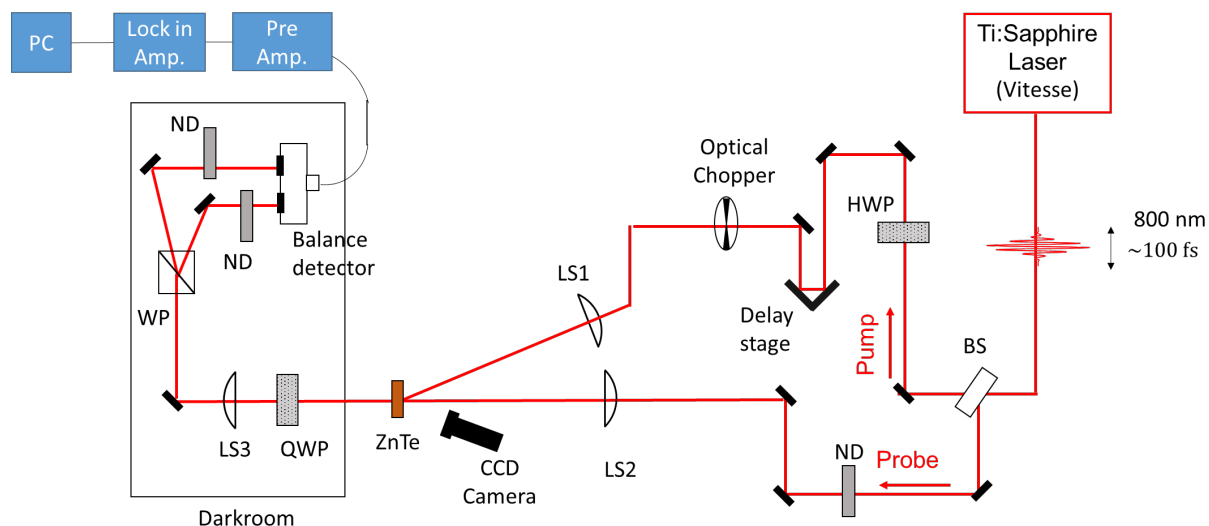 PC
Lock in
Amp.
Pre
Amp.
Ti:Sapphire
Laser
(Vitesse)
ND
ND
Balance
detector
WP
LS3
QWP
Darkroom
ZnTe
CCD
Camera
LS1
LS2
Optical
Chopper
Delay
stage
HWP
Pump
BS
ND
Probe
800 nm
~100 fs